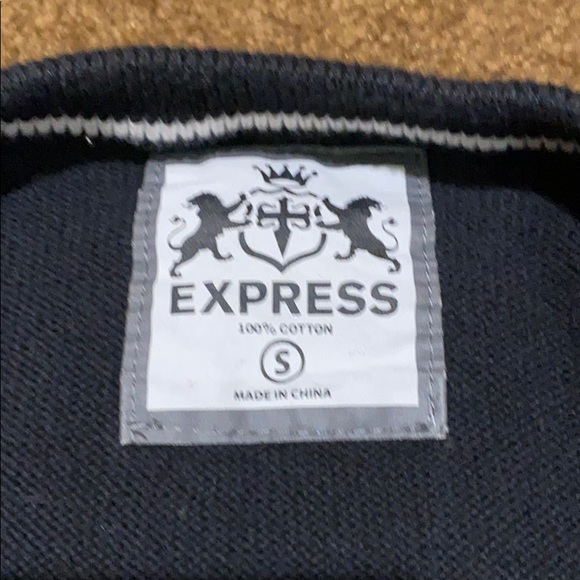 EXPRESS
100% COTTON
S
MADE IN CHINA